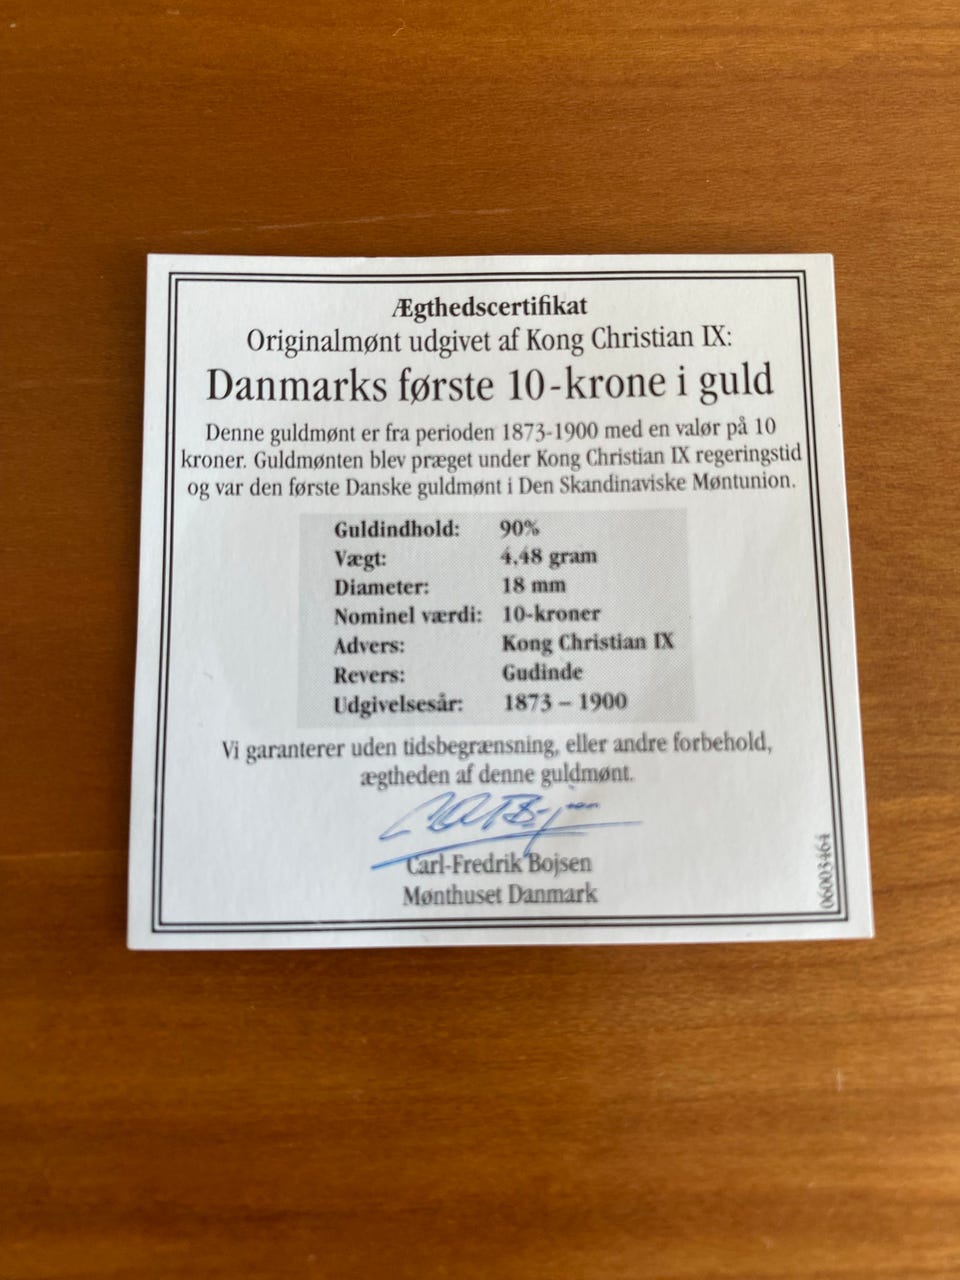 Ægthedscertifikat
Originalmønt udgivet af Kong Christian IX:
Danmarks første 10-krone i guld
Denne guldmønt er fra perioden 1873-1900 med en valør på 10
kroner. Guldmønten blev præget under Kong Christian IX regeringstid
og var den første Danske guldmønt i Den Skandinaviske Møntunion.
Guldindhold: 90%
Vægt: 4,48 gram
Diameter: 18 mm
Nominel værdi: 10-kroner
Advers: Kong Christian IX
Revers: Gudinde
Udgivelsesår: 1873 – 1900
Vi garanterer uden tidsbegrænsning, eller andre forbehold,
ægtheden af denne guldmønt.
Carl-Fredrik Bojsen
Mønthuset Danmark
06003464